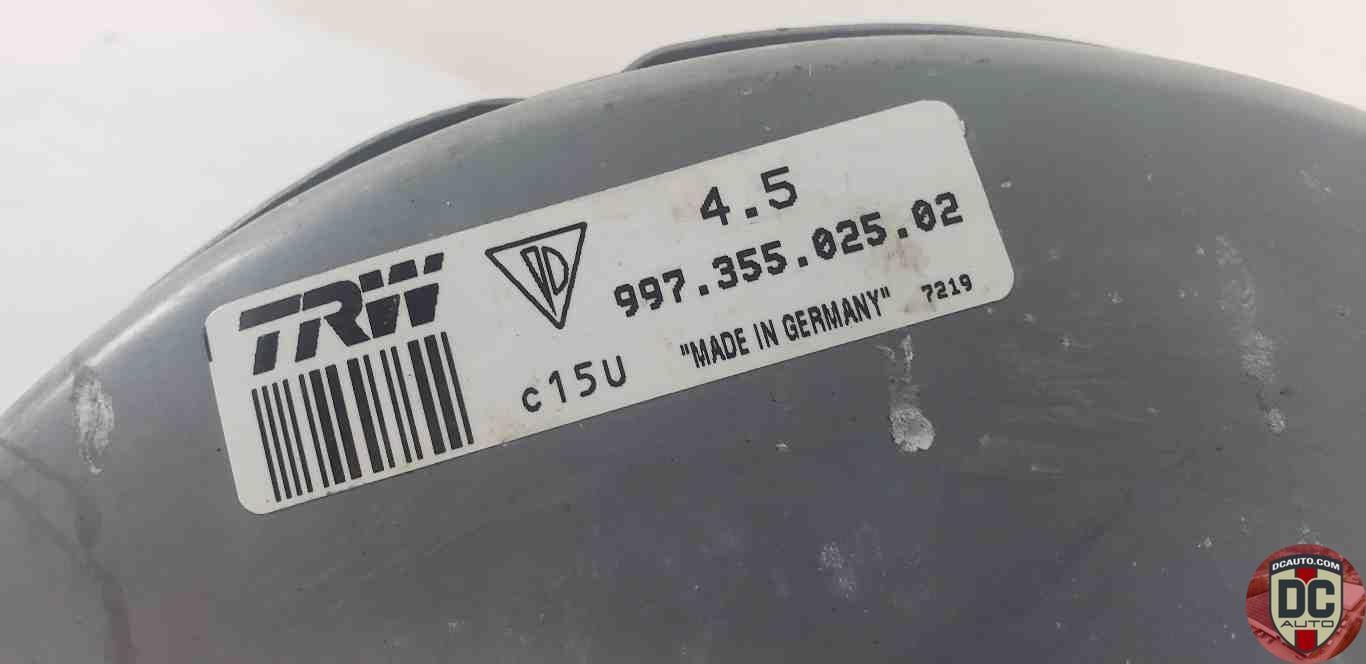 TRW
4.5
997.355.025.02
c15U "MADE IN GERMANY" 7219
DCAUTO.COM
DC
AUTO